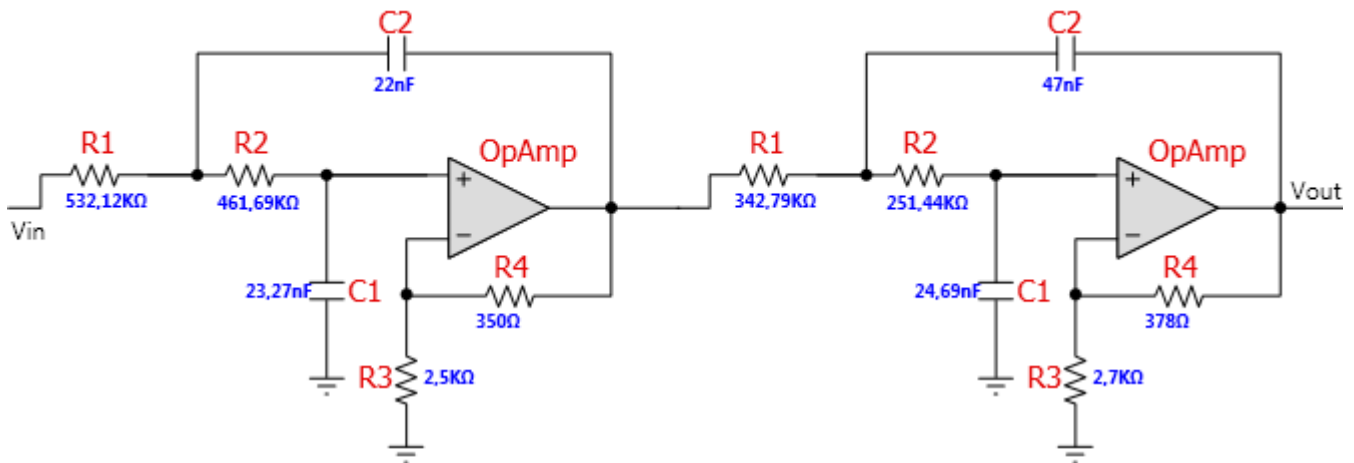 C2
22nF
R1
532,12KΩ
R2
461,69KΩ
OpAmp
+
−
Vin
23,27nF
C1
R4
350Ω
R3
2,5KΩ
C2
47nF
R1
342,79KΩ
R2
251,44KΩ
OpAmp
+
−
Vout
24,69nF
C1
R4
378Ω
R3
2,7KΩ